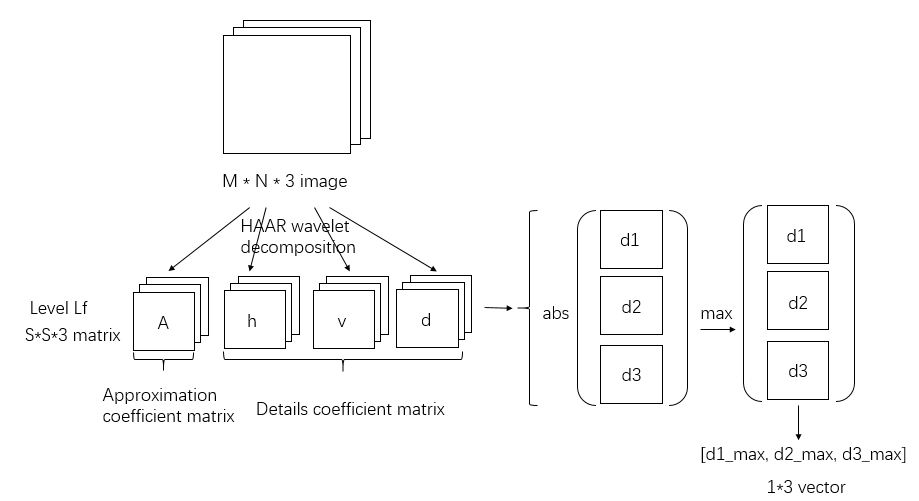 M * N * 3 image
HAAR wavelet
decomposition
Level Lf
S*S*3 matrix
A
h
v
d
Approximation
coefficient matrix
Details coefficient matrix
abs
d1
d2
d3
max
d1
d2
d3
[d1_max, d2_max, d3_max]
1*3 vector